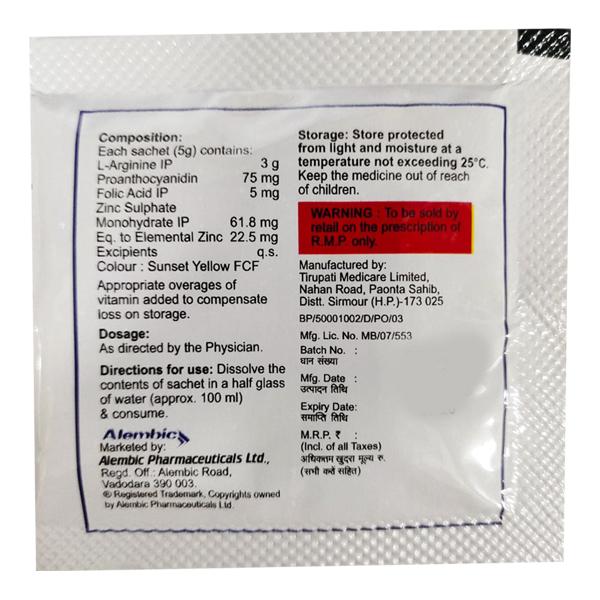 Composition:
Each sachet (5g) contains:
L-Arginine IP 3 g
Proanthocyanidin 75 mg
Folic Acid IP 5 mg
Zinc Sulphate
Monohydrate IP 61.8 mg
Eq. to Elemental Zinc 22.5 mg
Excipients q.s.
Colour : Sunset Yellow FCF
Appropriate overages of
vitamin added to compensate
loss on storage.
Dosage:
As directed by the Physician.
Directions for use: Dissolve the
contents of sachet in a half glass
of water (approx. 100 ml)
& consume.
Alembic
Marketed by:
Alembic Pharmaceuticals Ltd.,
Regd. Off.: Alembic Road,
Vadodara 390 003.
® Registered Trademark, Copyrights owned
by Alembic Pharmaceuticals Ltd.
Storage: Store protected
from light and moisture at a
temperature not exceeding 25°C.
Keep the medicine out of reach
of children.
WARNING : To be sold by
retail on the prescription of
R.M.P. only.
Manufactured by:
Tirupati Medicare Limited,
Nahan Road, Paonta Sahib,
Distt. Sirmour (H.P.)-173 025
BP/50001002/D/PO/03
Mfg. Lic. No. MB/07/553
Batch No. :
घान संख्या
Mfg. Date :
उत्पादन तिथि
Expiry Date:
समाप्ति तिथि
M.R.P. ₹ :
(Incl. of all Taxes)
अधिकतम खुदरा मूल्य रु.
(सभी करों सहित)